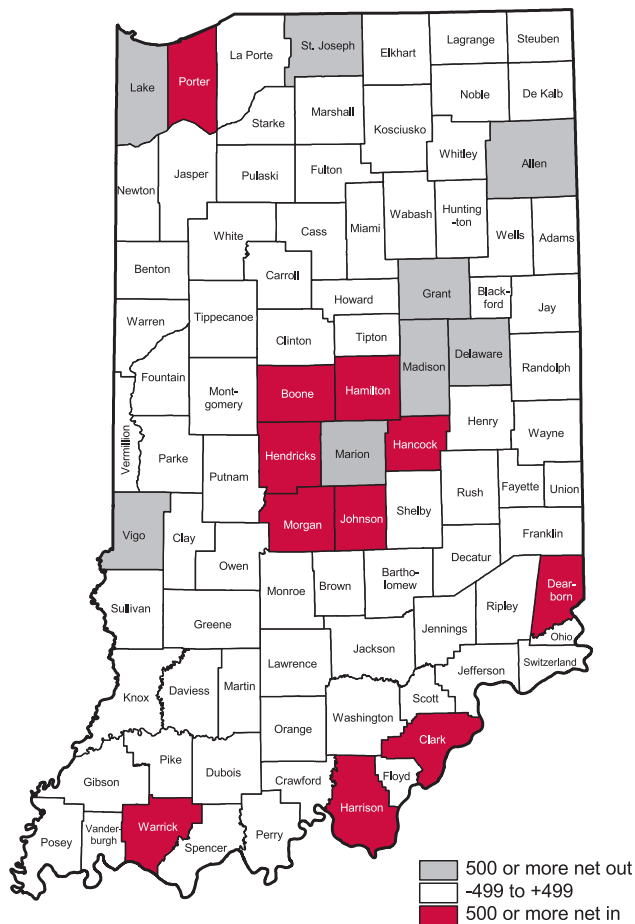 Lake
Porter
La Porte
St. Joseph
Elkhart
Lagrange
Steuben
Noble
De Kalb
Starke
Marshall
Kosciusko
Whitley
Allen
Newton
Jasper
Pulaski
Fulton
White
Cass
Miami
Wabash
Hunting
-ton
Wells
Adams
Benton
Carroll
Howard
Grant
Black-
ford
Jay
Warren
Tippecanoe
Clinton
Tipton
Madison
Delaware
Randolph
Fountain
Mont-
gomery
Boone
Hamilton
Vermillion
Parke
Putnam
Hendricks
Marion
Hancock
Henry
Wayne
Vigo
Clay
Owen
Morgan
Johnson
Shelby
Rush
Fayette
Union
Franklin
Sullivan
Greene
Monroe
Brown
Bartho-
lomew
Decatur
Dear-
born
Ripley
Ohio
Jennings
Jackson
Lawrence
Switzerland
Jefferson
Knox
Daviess
Martin
Orange
Washington
Scott
Clark
Floyd
Harrison
Crawford
Gibson
Pike
Dubois
Posey
Vander-
burgh
Warrick
Spencer
Perry
500 or more net out
-499 to +499
500 or more net in